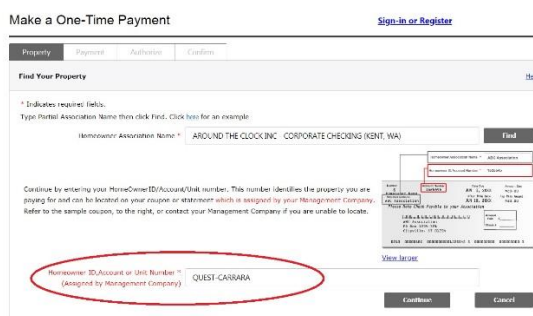 Make a One-Time Payment
Sign-in or Register
Property
Payment
Authorize
Confirm
Find Your Property
* Indicates required fields.
Type Partial Association Name then click Find. Click here for an example
Homeowner Association Name *
AROUND THE CLOCK INC CORPORATE CHECKING (KENT, WA)
Find
Continue by entering your HomeOwnerID/Account/Unit number. This number identifies the property you are
paying for and can be located on your coupon or statement which is assigned by your Management Company.
Refer to the sample coupon, to the right, or contact your Management Company if you are unable to locate.
View larger
Homeowner ID,Account or Unit Number *
(Assigned by Management Company)
QUEST-CARRARA
Continue
Cancel